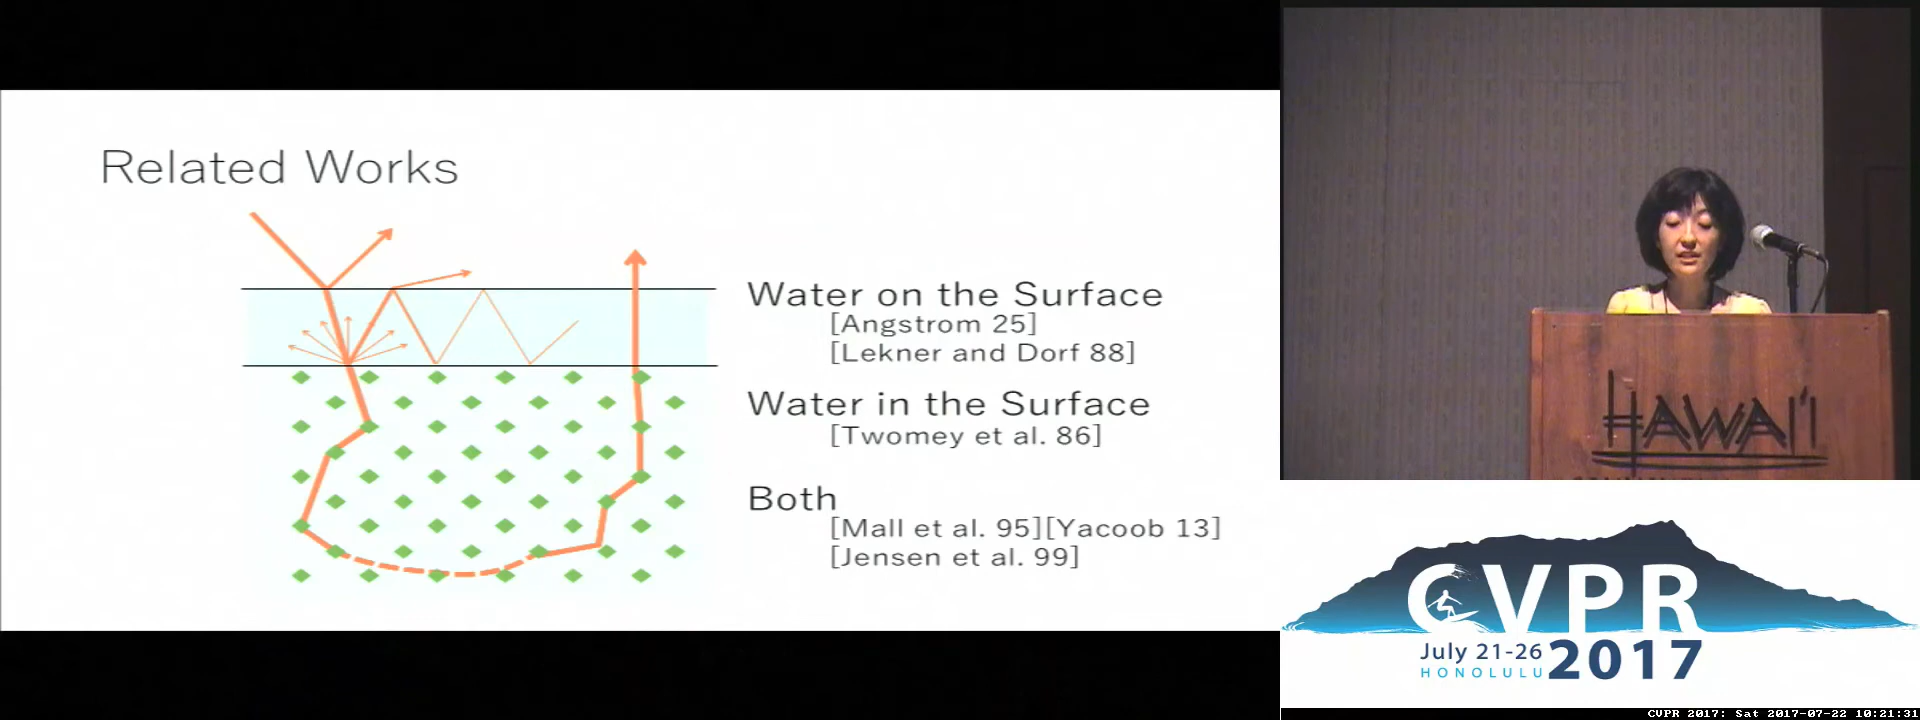 Related Works
Water on the Surface
[Angstrom 25]
[Lekner and Dorf 88]
Water in the Surface
[Twomey et al. 86]
Both
[Mall et al. 95][Yacoob 13]
[Jensen et al. 99]
HAWAI'I
CVPR
July 21-26
HONOLULU
2017
CVPR 2017: Sat 2017-07-22 10:21:31